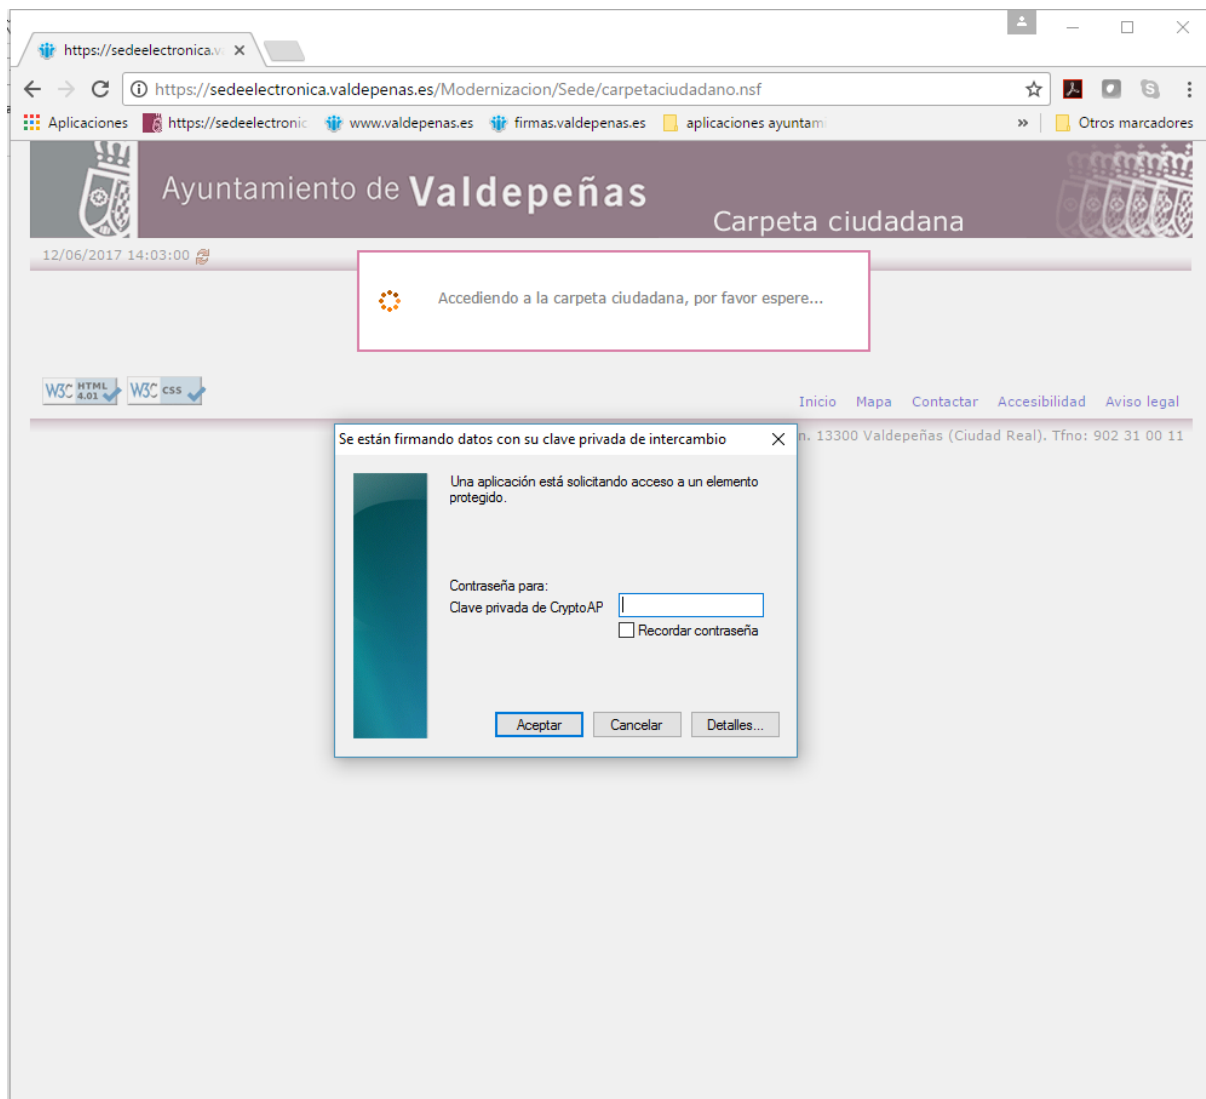 https://sedeelectronica.v
https://sedeelectronica.valdepenas.es/Modernizacion/Sede/carpetaciudadano.nsf
Aplicaciones https://sedeelectronic www.valdepenas.es firmas.valdepenas.es aplicaciones ayuntami » Otros marcadores
Ayuntamiento de Valdepeñas
Carpeta ciudadana
12/06/2017 14:03:00
Accediendo a la carpeta ciudadana, por favor espere...
W3C HTML 4.01 W3C css
Inicio Mapa Contactar Accesibilidad Aviso legal
n. 13300 Valdepeñas (Ciudad Real). Tfno: 902 31 00 11
Se están firmando datos con su clave privada de intercambio
Una aplicación está solicitando acceso a un elemento
protegido.
Contraseña para:
Clave privada de CryptoAP
Recordar contraseña
Aceptar Cancelar Detalles...